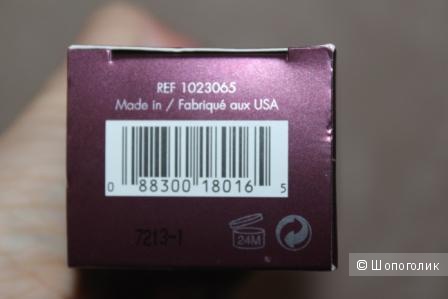 REF 1023065
Made in / Fabriqué aux USA
0 88300 18016 5
7213-1
24M
© Шопоголик